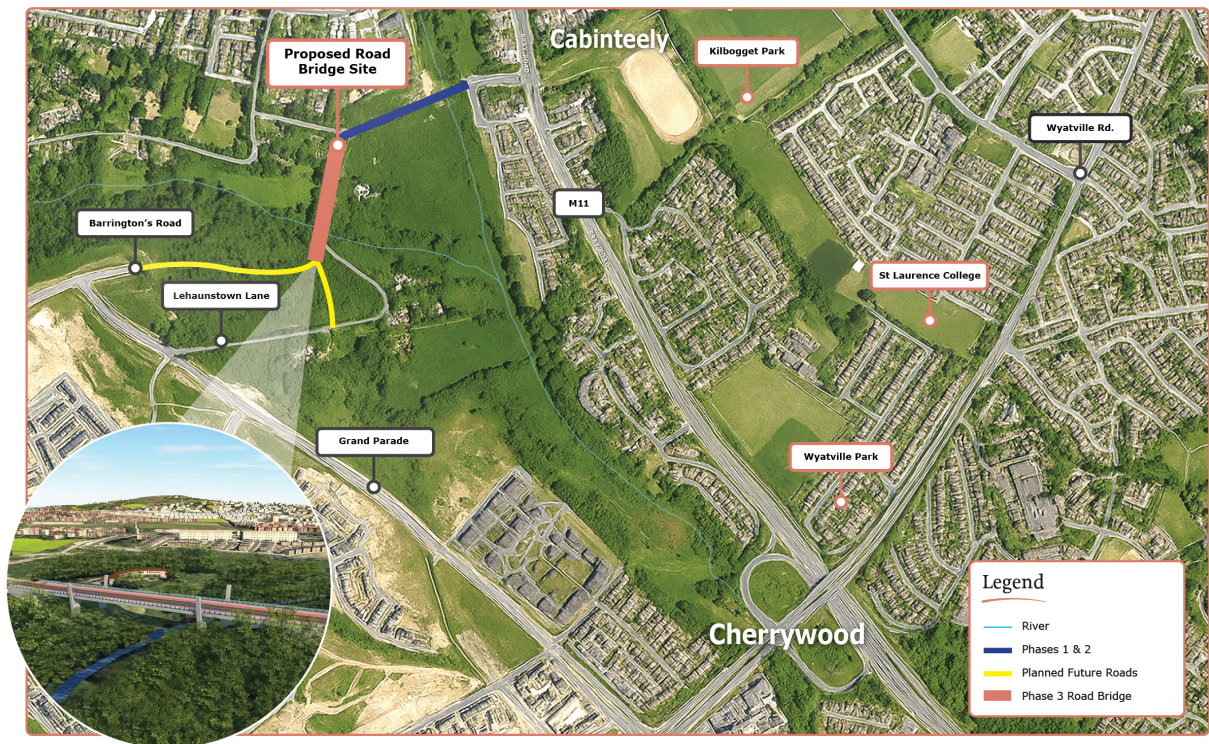 Cabinteely
Kilbogget Park
Proposed Road
Bridge Site
Wyatville Rd.
M11
Barrington's Road
St Laurence College
Lehaunstown Lane
Grand Parade
Wyatville Park
Cherrywood
Legend
River
Phases 1 & 2
Planned Future Roads
Phase 3 Road Bridge